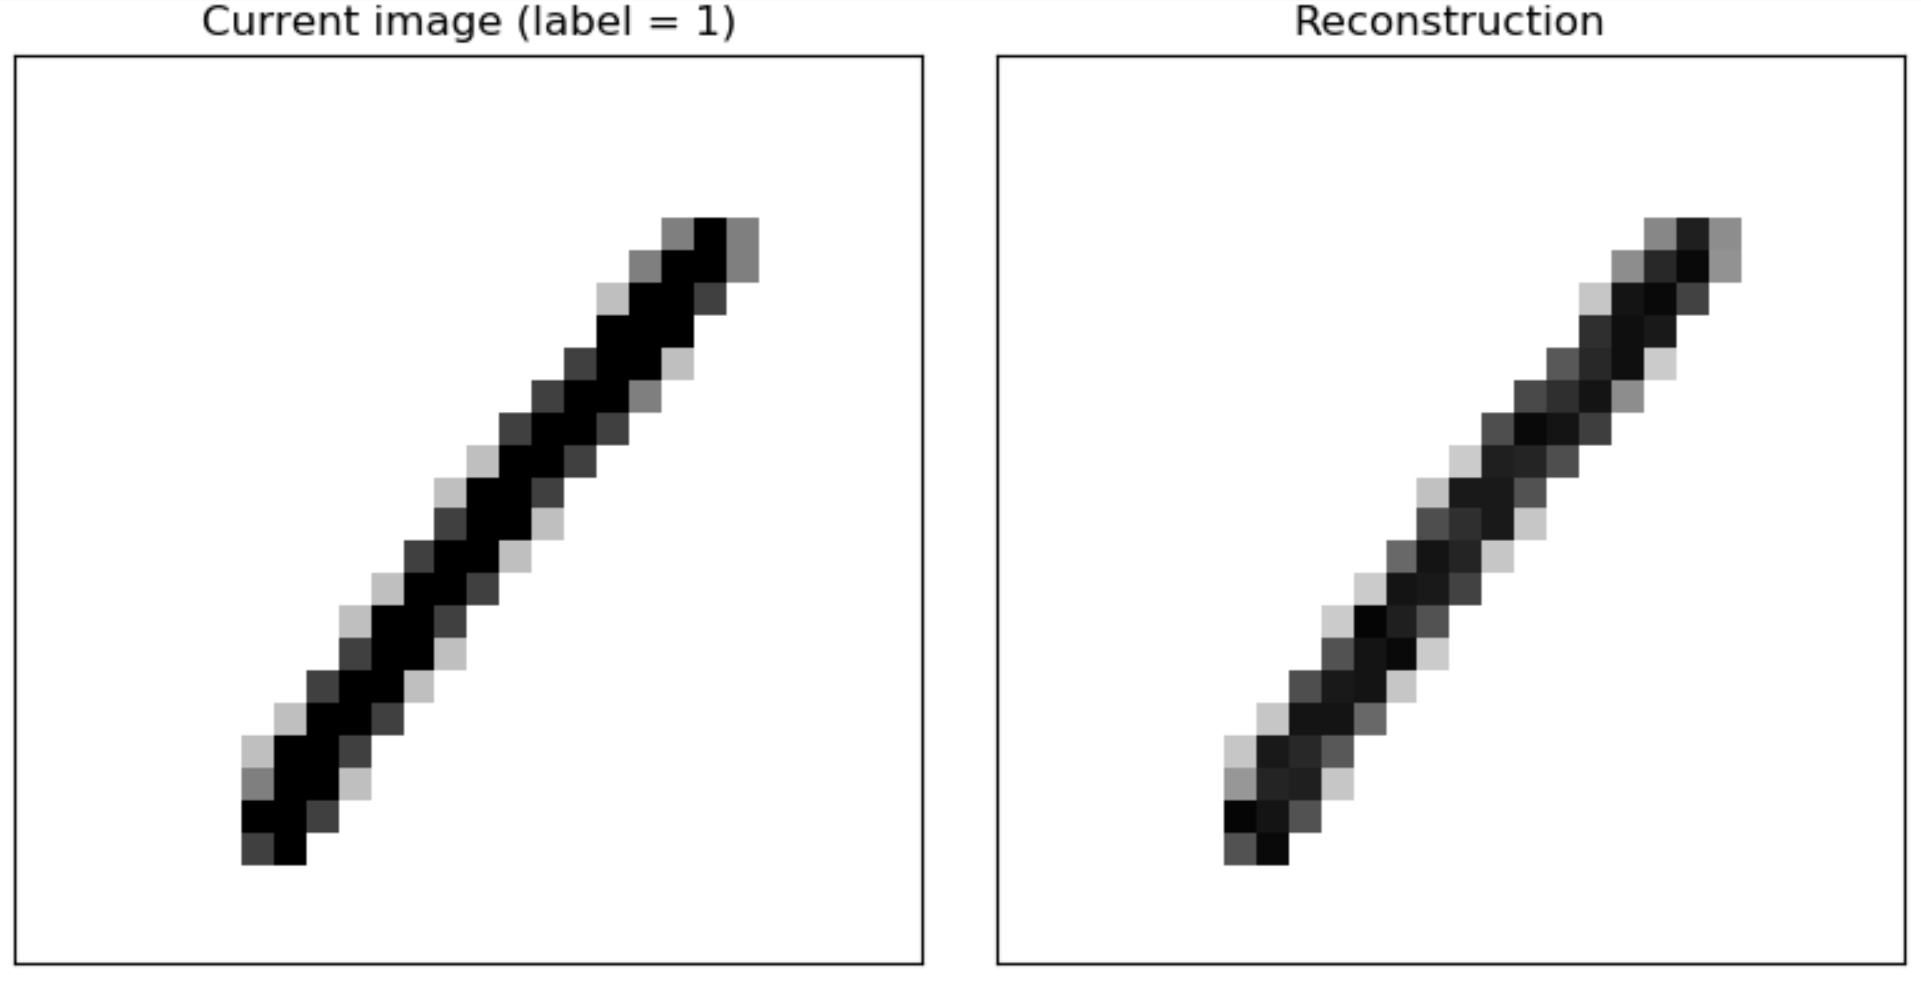 Current image (label = 1)
Reconstruction